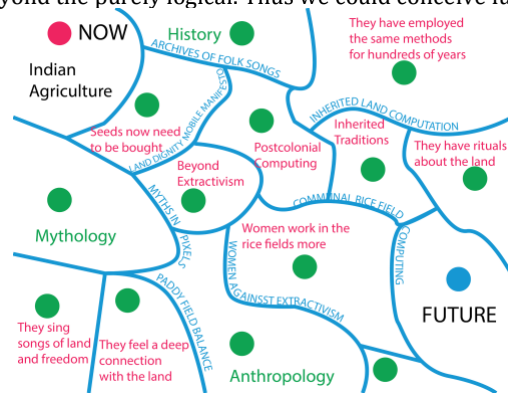 eyond the purely logical. Thus we could conceive fu
NOW
Indian
Agriculture
History
ARCHIVES OF FOLK SONGS
They have employed
the same methods
for hundreds of years
Seeds now need
to be bought
LAND DIGNITY MOBILE MANIFESTO
Postcolonial
Computing
INHERITED LAND COMPUTATION
Inherited
Traditions
They have rituals
about the land
Beyond
Extractivism
MYTHS IN PIXELS
COMMUNAL RICE FIELD COMPUTING
Mythology
Women work in the
rice fields more
WOMEN AGAINSST EXTRACTIVISM
FUTURE
They sing
songs of land
and freedom
They feel a deep
connection
with the land
PADDY FIELD BALANCE
Anthropology